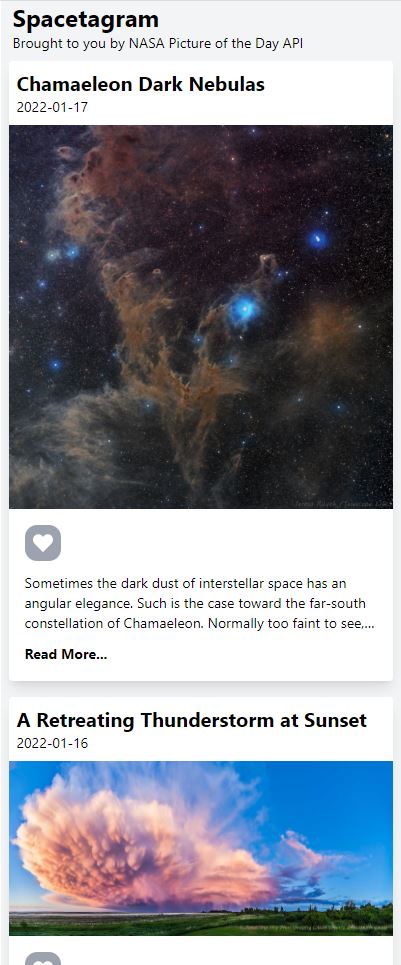 Spacetagram
Brought to you by NASA Picture of the Day API
Chamaeleon Dark Nebulas
2022-01-17
Sometimes the dark dust of interstellar space has an
angular elegance. Such is the case toward the far-south
constellation of Chamaeleon. Normally too faint to see,...
Read More...
A Retreating Thunderstorm at Sunset
2022-01-16